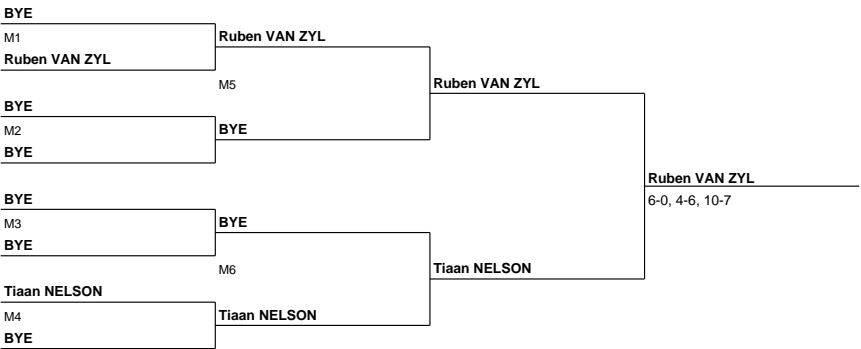 BYE
M1
Ruben VAN ZYL
Ruben VAN ZYL
M5
BYE
M2
BYE
BYE
Ruben VAN ZYL
BYE
M3
BYE
BYE
M6
Tiaan NELSON
M4
BYE
Tiaan NELSON
Tiaan NELSON
Ruben VAN ZYL
6-0, 4-6, 10-7